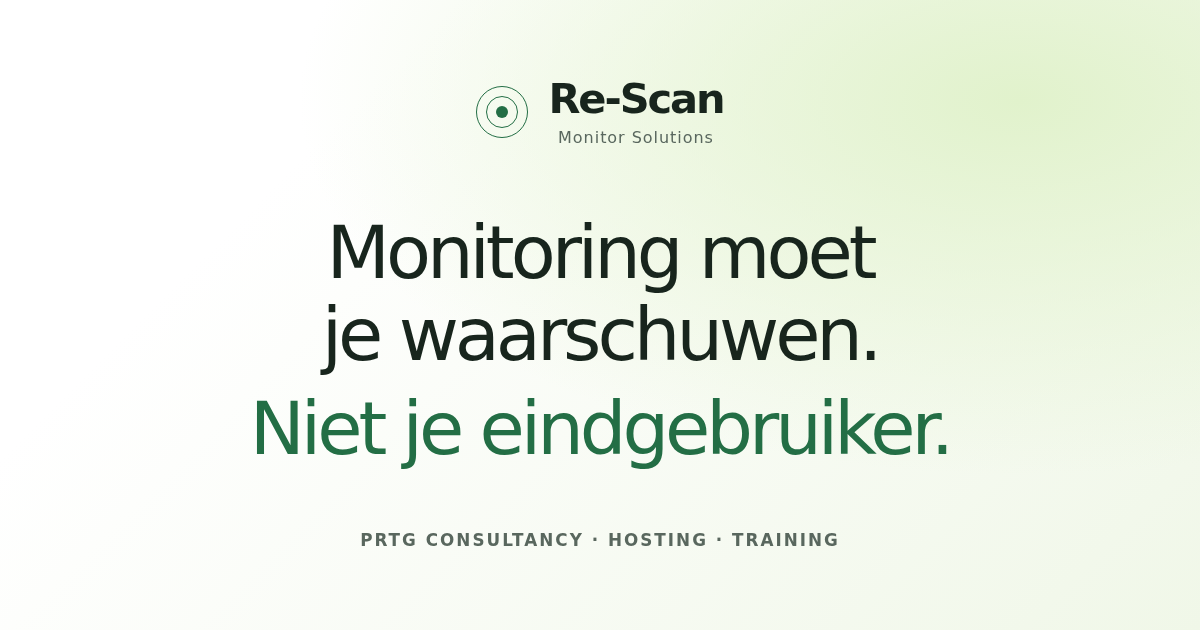 Re-Scan
Monitor Solutions
Monitoring moet
je waarschuwen.
Niet je eindgebruiker.
PRTG CONSULTANCY · HOSTING · TRAINING